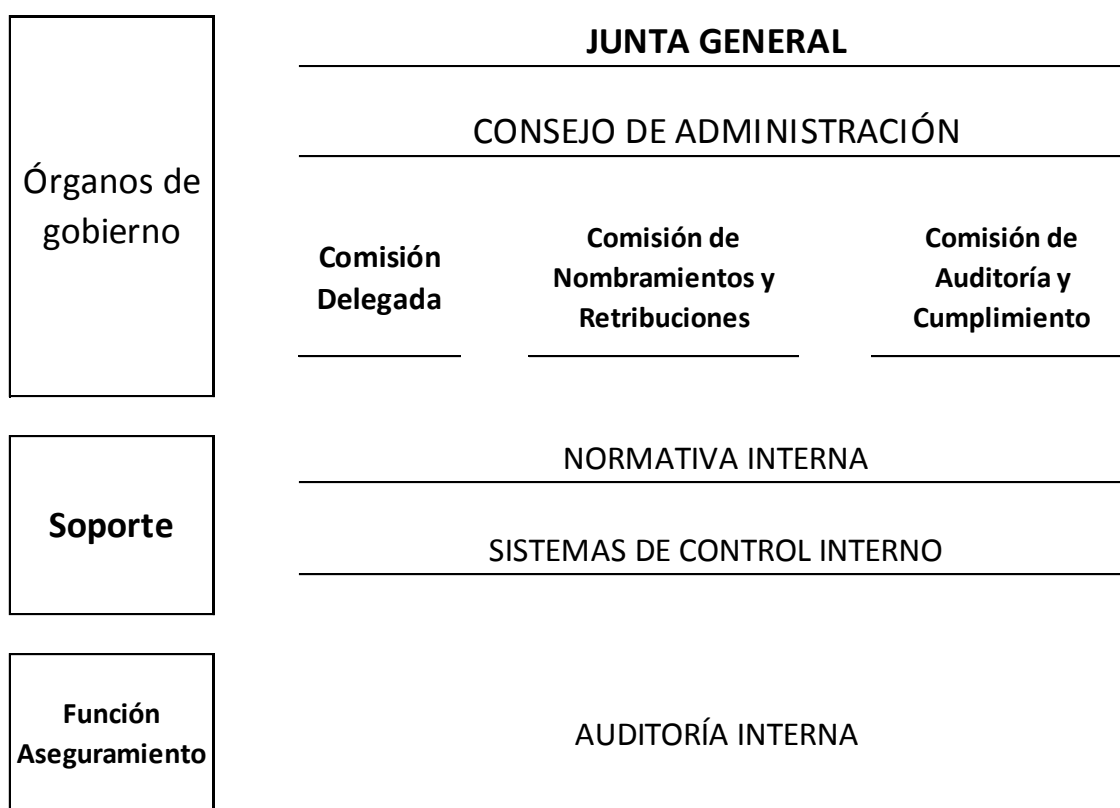 Órganos de
gobierno
JUNTA GENERAL
CONSEJO DE ADMINISTRACIÓN
Comisión
Delegada
Comisión de
Nombramientos y
Retribuciones
Comisión de
Auditoría y
Cumplimiento
Soporte
NORMATIVA INTERNA
SISTEMAS DE CONTROL INTERNO
Función
Aseguramiento
AUDITORÍA INTERNA